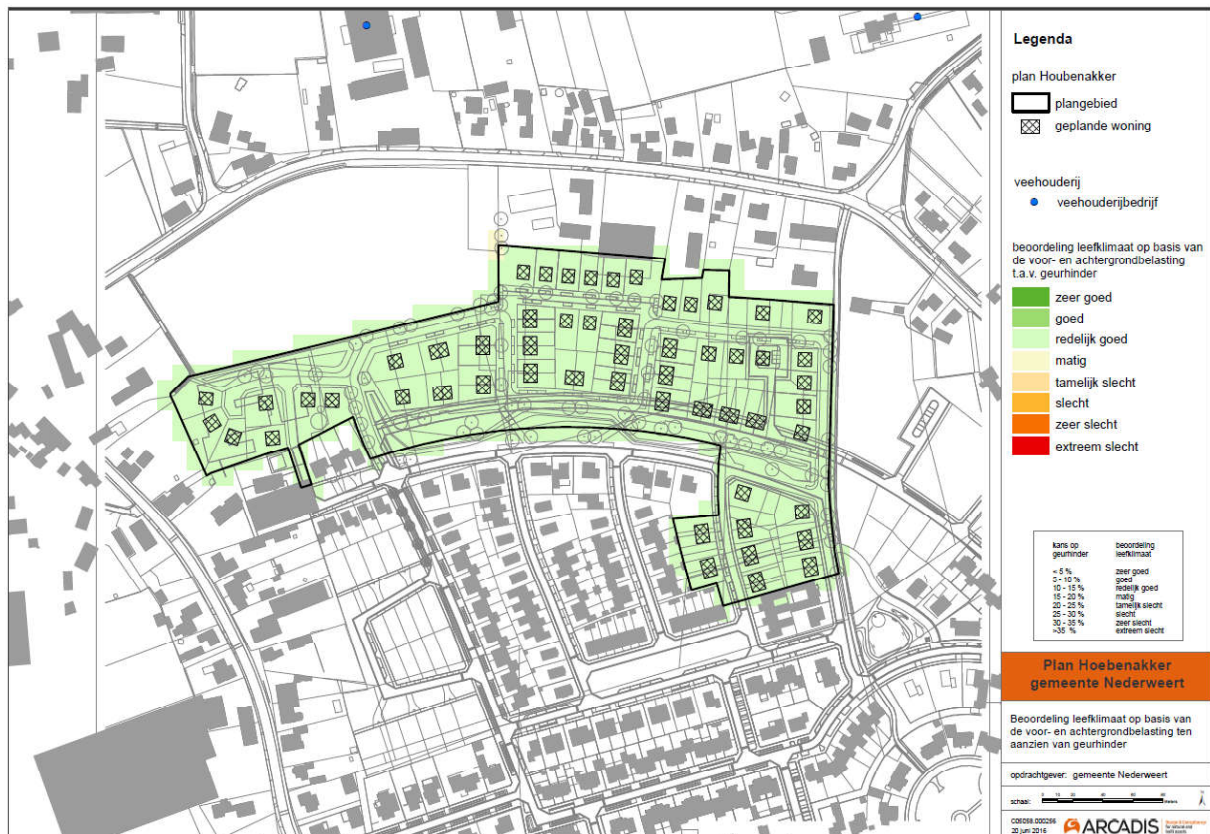 Legenda
plan Houbenakker
plangebied
geplande woning
veehouderij
veehouderijbedrijf
beoordeling leefklimaat op basis van
de voor- en achtergrondbelasting
t.a.v. geurhinder
zeer goed
goed
redelijk goed
matig
tamelijk slecht
slecht
zeer slecht
extreem slecht
kans op beoordeling
geurhinder leefklimaat
< 5 % zeer goed
5 - 10 % goed
10 - 15 % redelijk goed
15 - 20 % matig
20 - 25 % tamelijk slecht
25 - 30 % slecht
30 - 35 % zeer slecht
>35 % extreem slecht
Plan Hoebenakker
gemeente Nederweert
Beoordeling leefklimaat op basis van
de voor- en achtergrondbelasting ten
aanzien van geurhinder
opdrachtgever: gemeente Nederweert
schaal:
Meters
20 juni 2016
ARCADIS